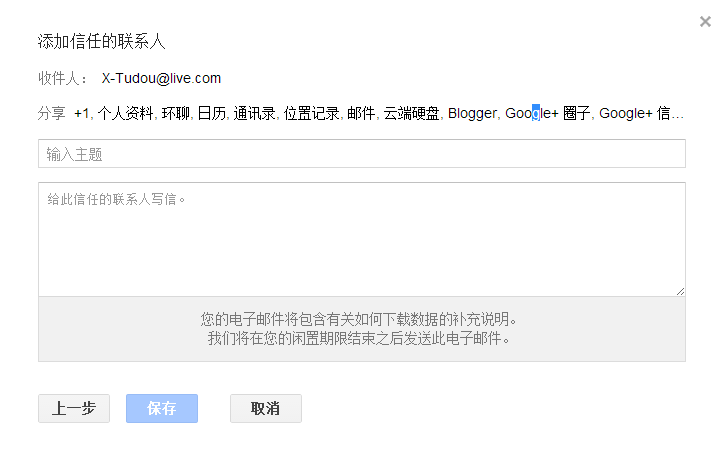 添加信任的联系人
收件人： X-Tudou@live.com
分享 +1, 个人资料, 环聊, 日历, 通讯录, 位置记录, 邮件, 云端硬盘, Blogger, Google+ 圈子, Google+ 信...
输入主题
给此信任的联系人写信。
您的电子邮件将包含有关如何下载数据的补充说明。
我们将在您的闲置期限结束之后发送此电子邮件。
上一步 保存 取消